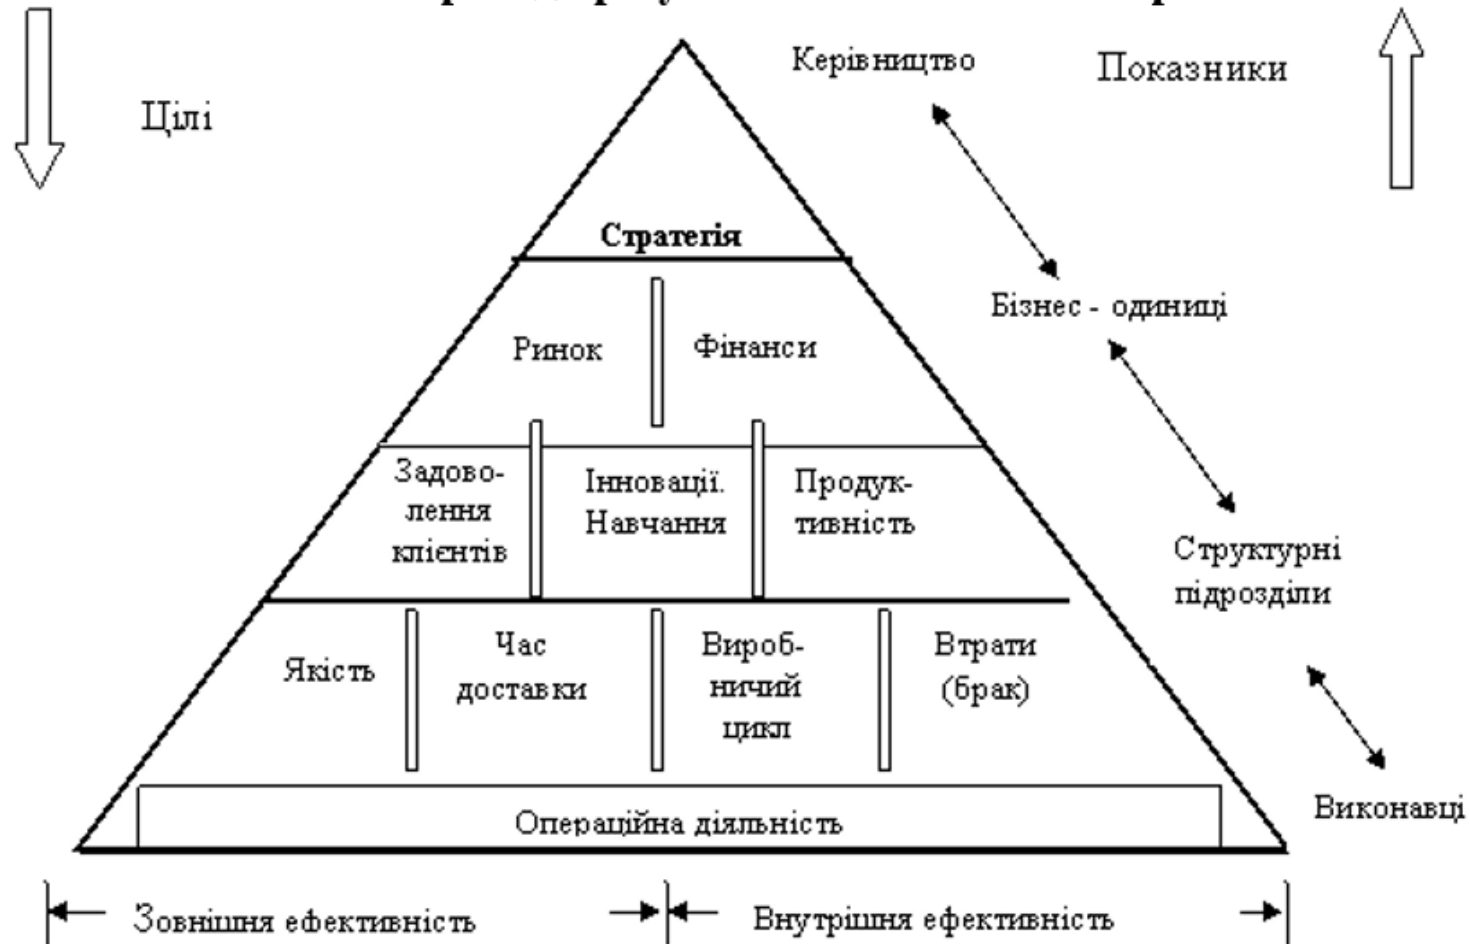 Керівництво
Показники
Цілі
Стратегія
Бізнес - одиниці
Ринок
Фінанси
Задово-
лення
клієнтів
Інновації.
Навчання
Продук-
тивність
Структурні
підрозділи
Якість
Час
доставки
Вироб-
ничий
цикл
Втрати
(брак)
Виконавці
Операційна діяльність
Зовнішня ефективність
Внутрішня ефективність